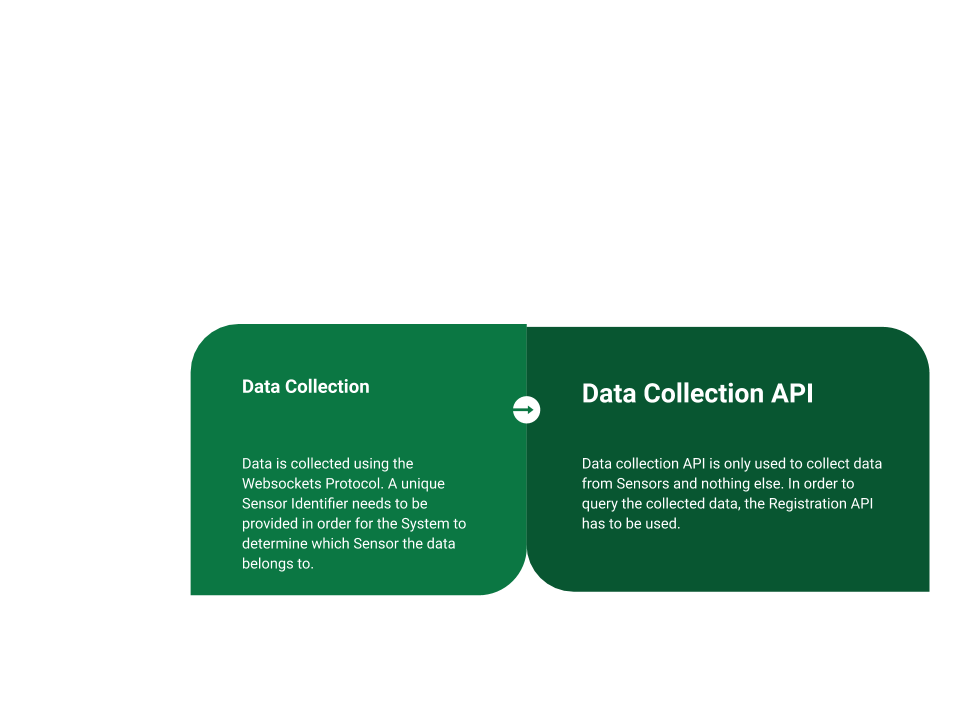 Data Collection
Data is collected using the
Websockets Protocol. A unique
Sensor Identifier needs to be
provided in order for the System to
determine which Sensor the data
belongs to.
Data Collection API
Data collection API is only used to collect data
from Sensors and nothing else. In order to
query the collected data, the Registration API
has to be used.